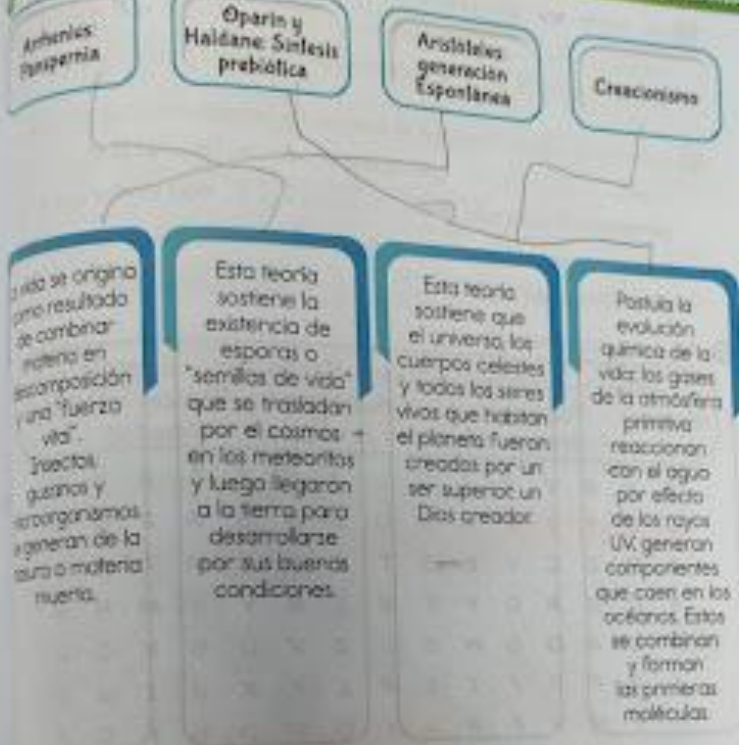 Arrhenius:
Panspermia
Oparin y
Haldane: Síntesis
prebiótica
Aristóteles
generación
Espontánea
Creacionismo
vida se origina
como resultado
de combinar
materia en
descomposición
y una "fuerza
vital".
Insectos,
gusanos y
microorganismos
se generan de la
basura o materia
muerta.
Esta teoría
sostiene la
existencia de
esporas o
"semillas de vida"
que se trasladan
por el cosmos
en los meteoritos
y luego llegaron
a la tierra para
desarrollarse
por sus buenas
condiciones.
Esta teoría
sostiene que
el universo, los
cuerpos celestes
y todos los seres
vivos que habitan
el planeta fueron
creados por un
ser superior, un
Dios creador.
Postula la
evolución
química de la
vida: los gases
de la atmósfera
primitiva
reaccionan
con el agua
por efecto
de los rayos
UV, generan
componentes
que caen en los
océanos. Estos
se combinan
y forman
las primeras
moléculas.